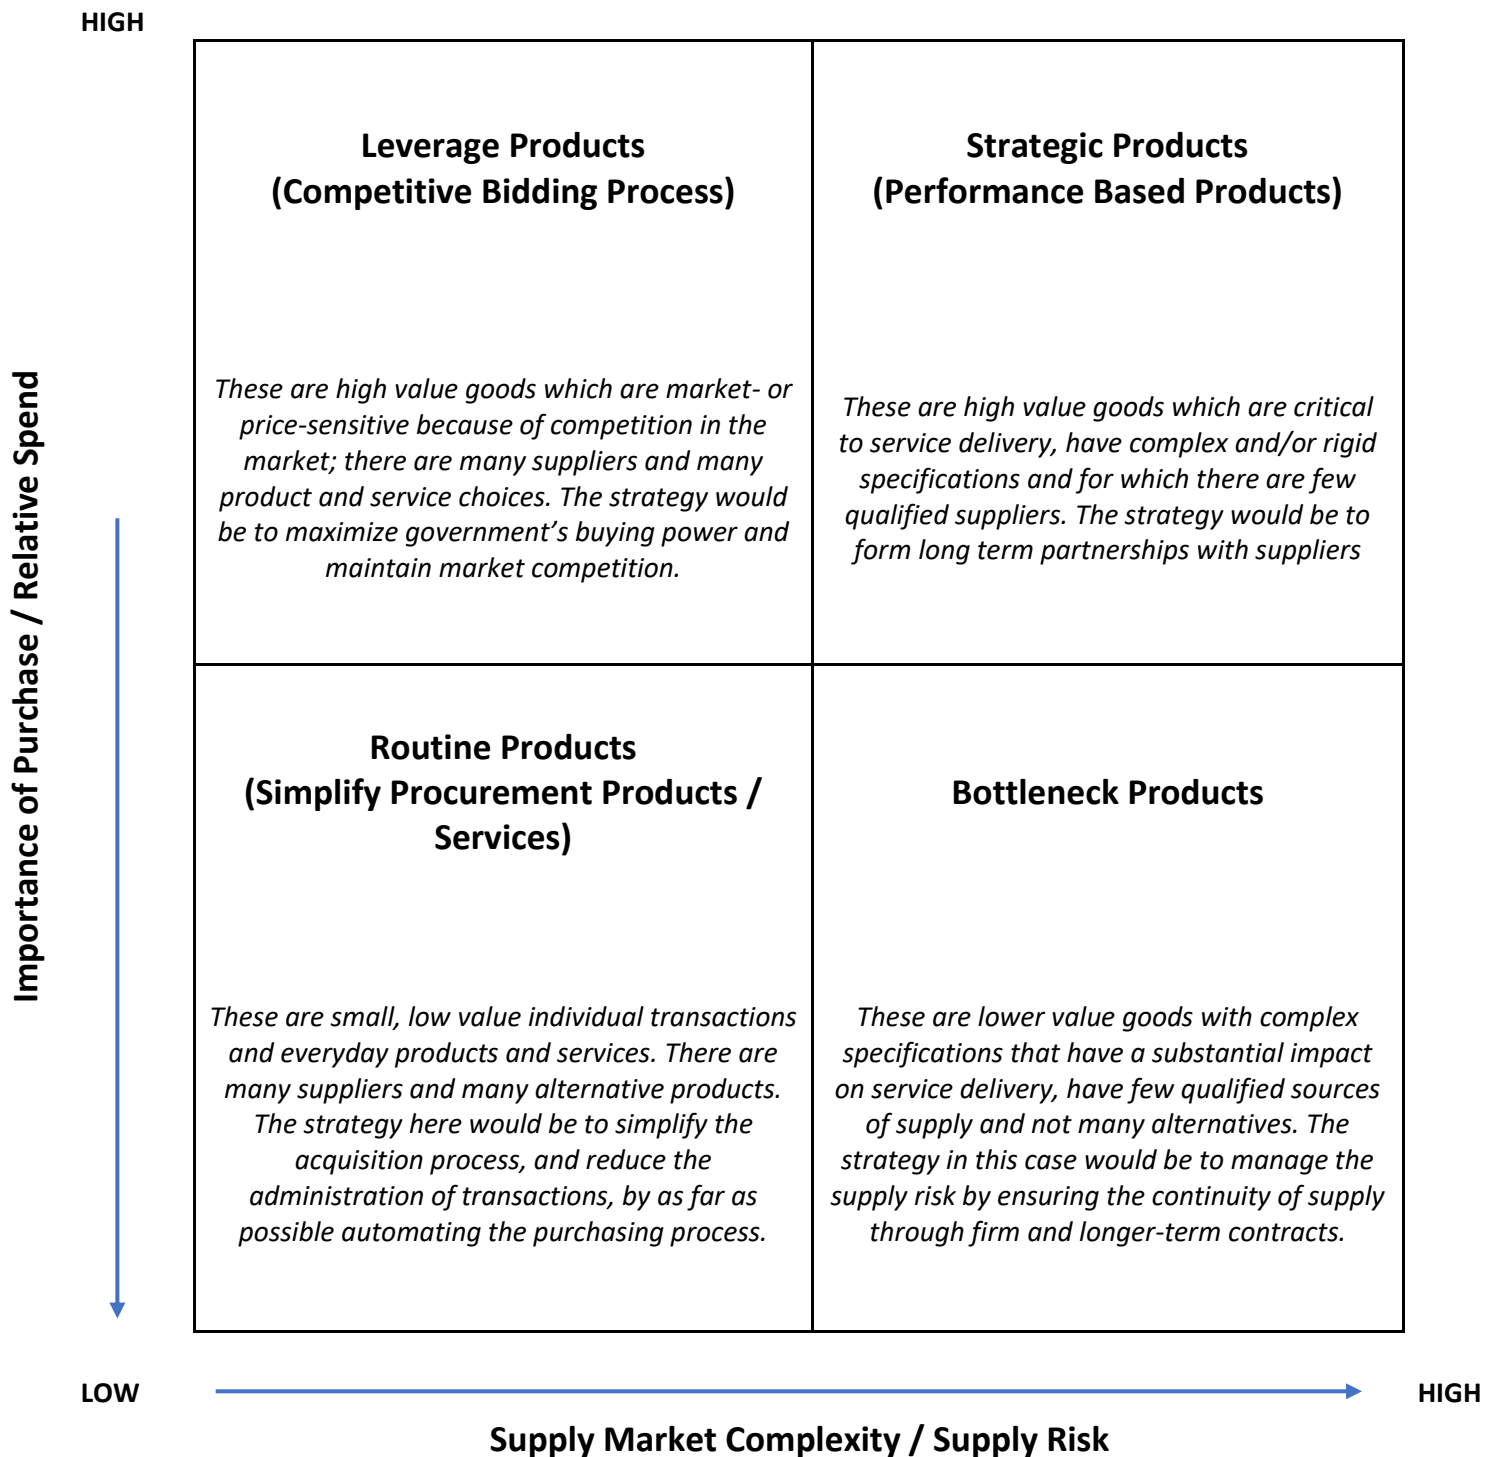 HIGH
Leverage Products
(Competitive Bidding Process)
These are high value goods which are market- or
price-sensitive because of competition in the
market; there are many suppliers and many
product and service choices. The strategy would
be to maximize government’s buying power and
maintain market competition.
Strategic Products
(Performance Based Products)
These are high value goods which are critical
to service delivery, have complex and/or rigid
specifications and for which there are few
qualified suppliers. The strategy would be to
form long term partnerships with suppliers
Importance of Purchase / Relative Spend
Routine Products
(Simplify Procurement Products /
Services)
These are small, low value individual transactions
and everyday products and services. There are
many suppliers and many alternative products.
The strategy here would be to simplify the
acquisition process, and reduce the
administration of transactions, by as far as
possible automating the purchasing process.
Bottleneck Products
These are lower value goods with complex
specifications that have a substantial impact
on service delivery, have few qualified sources
of supply and not many alternatives. The
strategy in this case would be to manage the
supply risk by ensuring the continuity of supply
through firm and longer-term contracts.
LOW
HIGH
Supply Market Complexity / Supply Risk